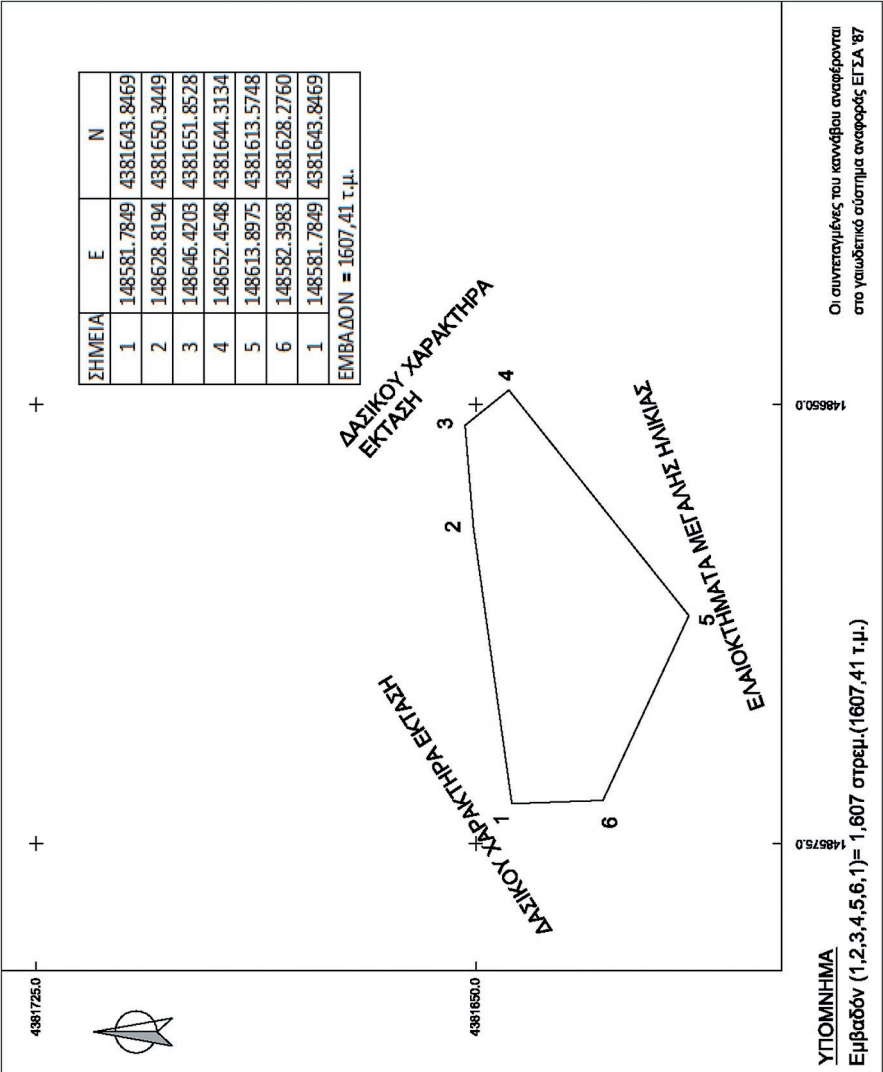 ΣΗΜΕΙΑ E N
1 148581.7849 4381643.8469
2 148628.8194 4381650.3449
3 148646.4203 4381651.8528
4 148652.4548 4381644.3134
5 148613.8975 4381613.5748
6 148582.3983 4381628.2760
1 148581.7849 4381643.8469
ΕΜΒΑΔΟΝ = 1607,41 τ.μ.
4381725.0
4381650.0
ΔΑΣΙΚΟΥ ΧΑΡΑΚΤΗΡΑ
ΕΚΤΑΣΗ
ΔΑΣΙΚΟΥ ΧΑΡΑΚΤΗΡΑ ΕΚΤΑΣΗ
1
2
3
4
5
6
ΕΛΑΙΟΚΤΗΜΑΤΑ ΜΕΓΑΛΗΣ ΗΛΙΚΙΑΣ
148575.0
148650.0
ΥΠΟΜΝΗΜΑ
Εμβαδόν (1,2,3,4,5,6,1)= 1,607 στρεμ.(1607,41 τ.μ.)
Οι συντεταγμένες του καννάβου αναφέρονται
στο γαιωδετικό σύστημα αναφοράς ΕΓΣΑ '87